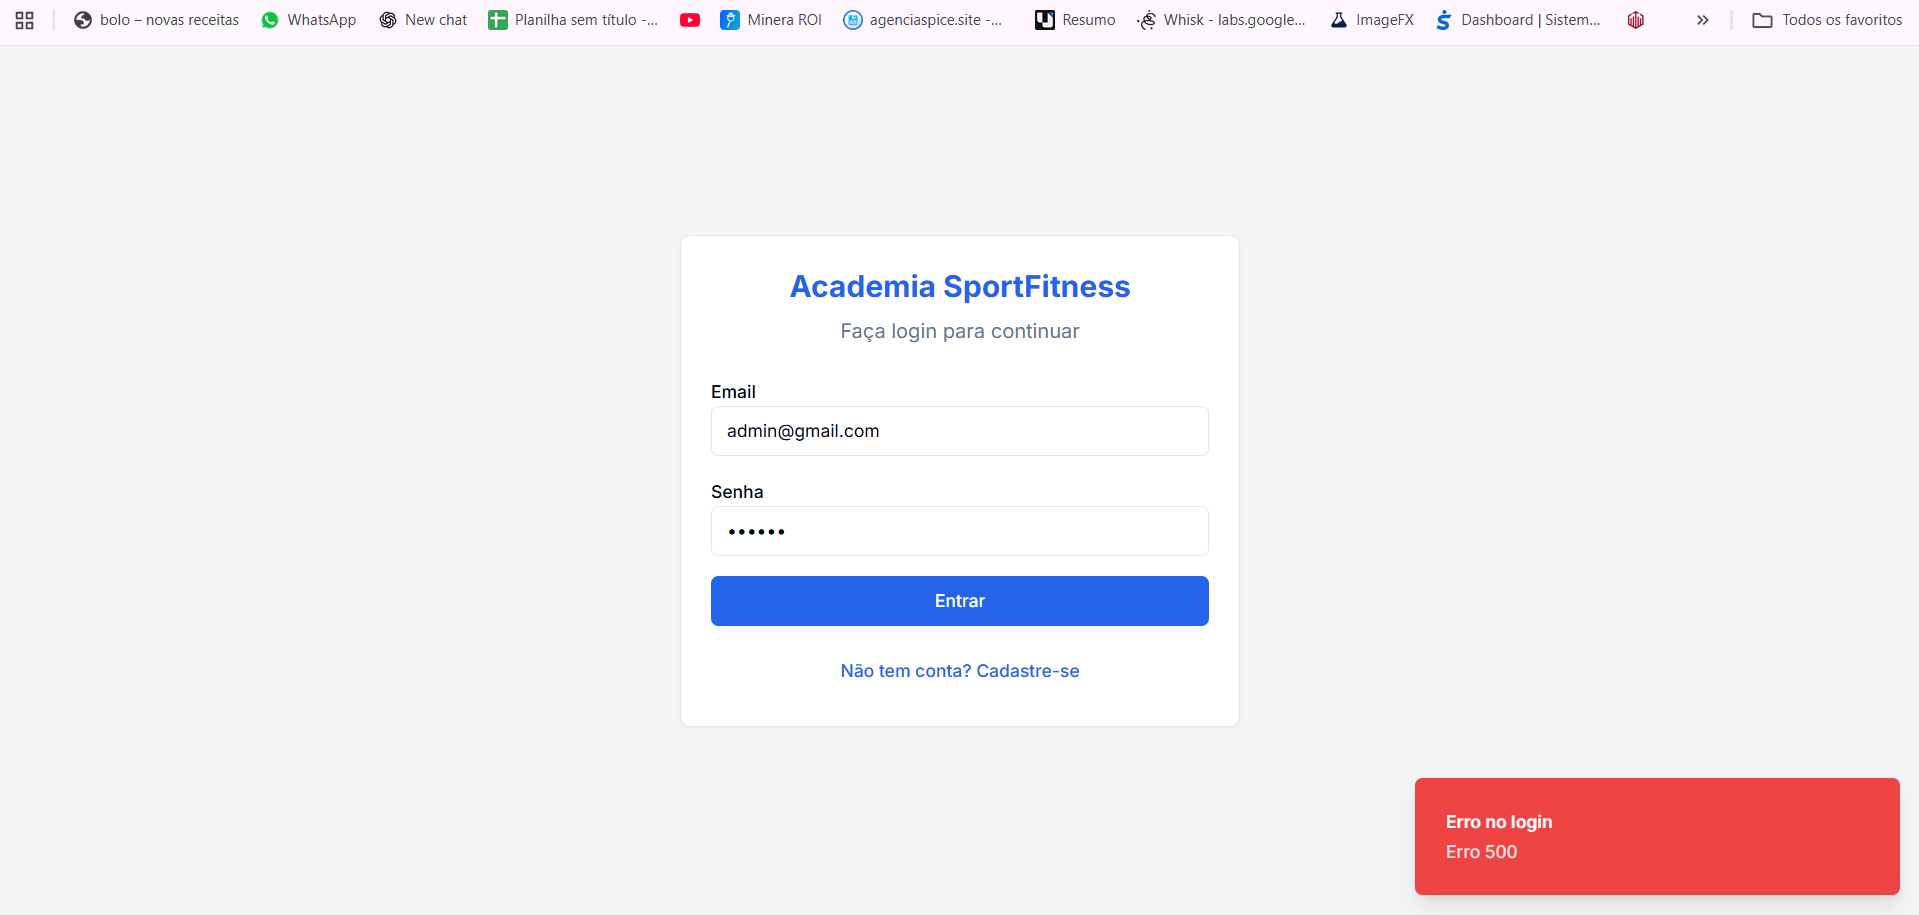 bolo – novas receitas
WhatsApp
New chat
Planilha sem título -...
Minera ROI
agenciaspice.site -...
Resumo
Whisk - labs.google...
ImageFX
Dashboard | Sistem...
Todos os favoritos
Academia SportFitness
Faça login para continuar
Email
admin@gmail.com
Senha
••••••
Entrar
Não tem conta? Cadastre-se
Erro no login
Erro 500